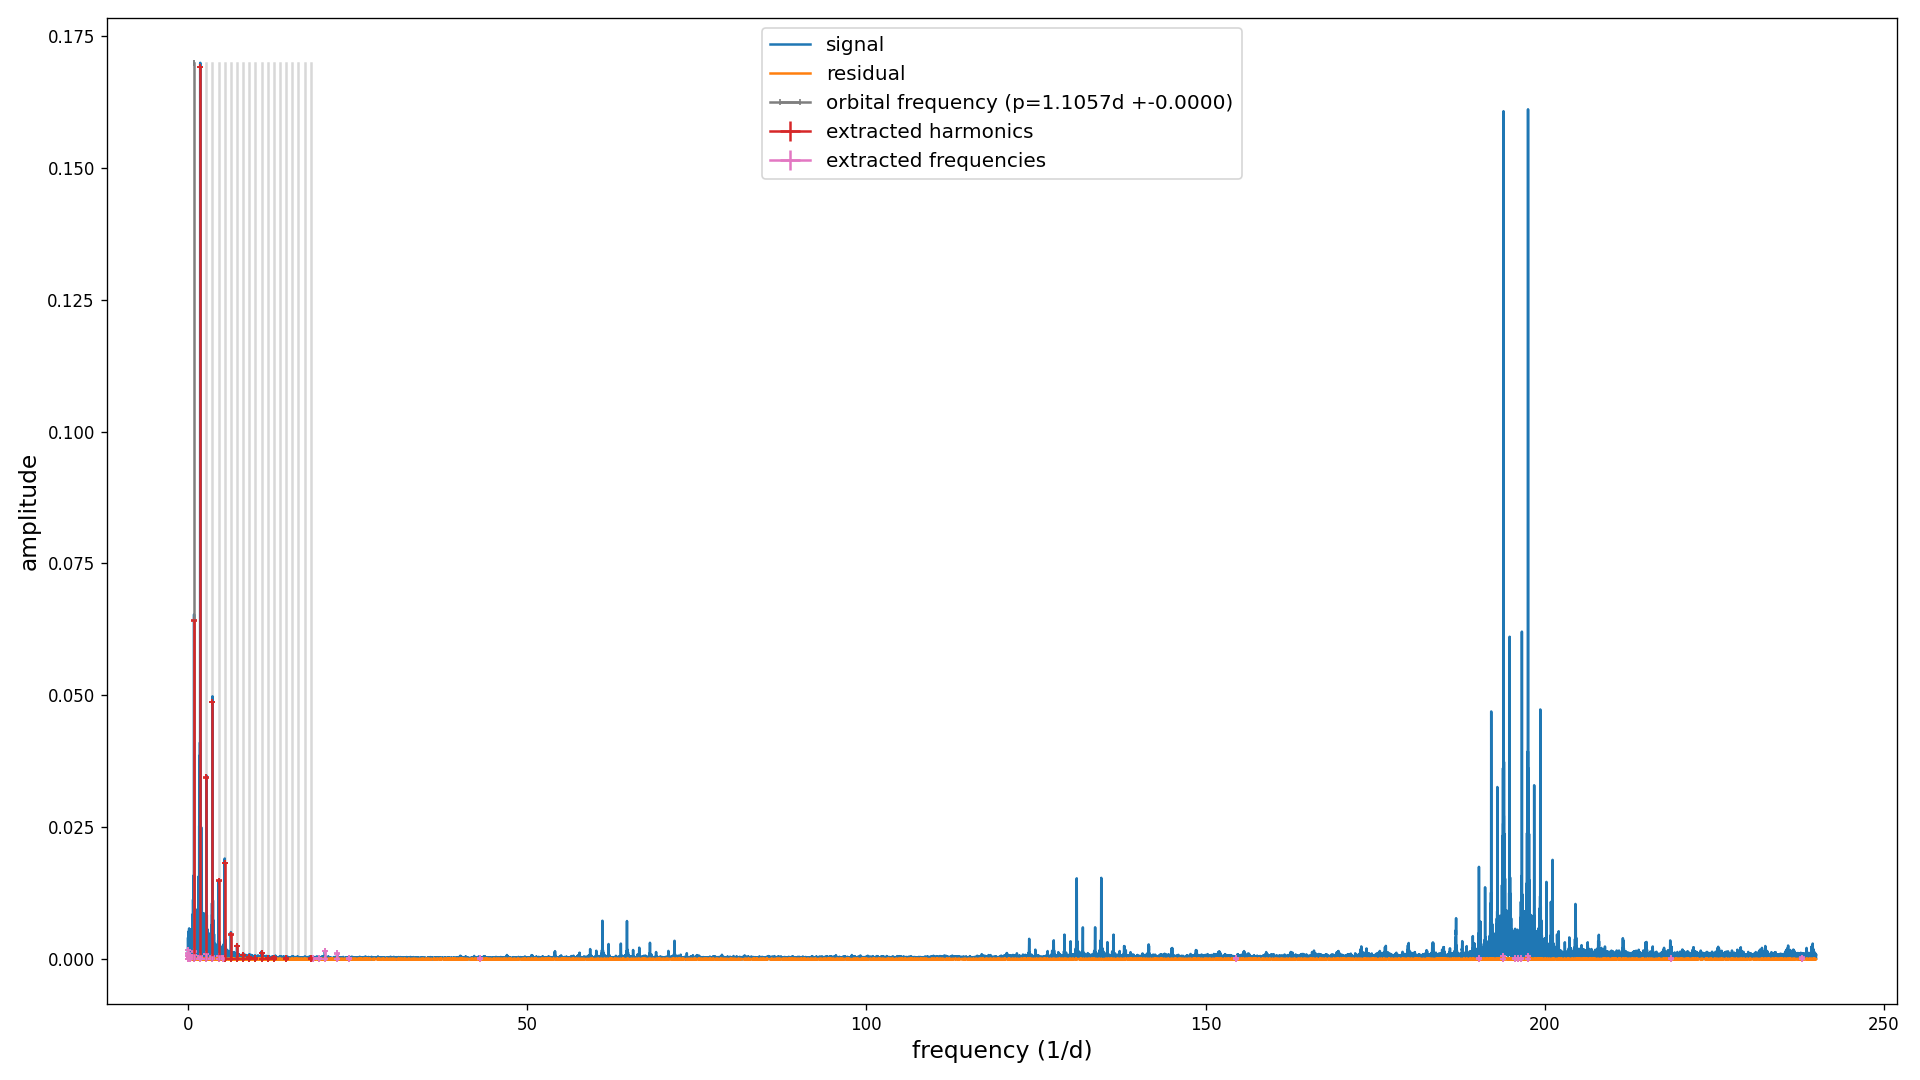 0.175
0.150
0.125
0.100
0.075
0.050
0.025
0.000
amplitude
signal
residual
orbital frequency (p=1.1057d +-0.0000)
extracted harmonics
extracted frequencies
0
50
100
150
200
250
frequency (1/d)